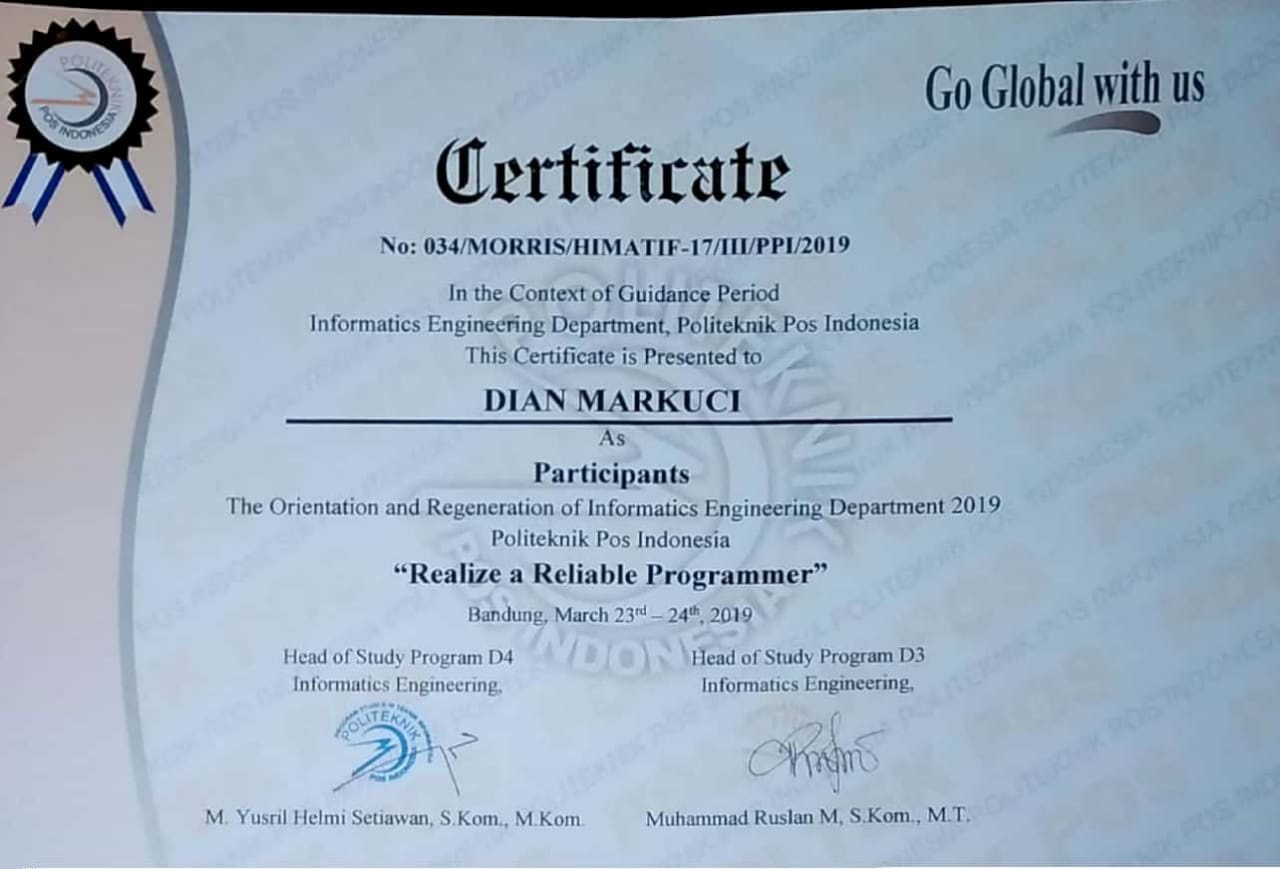 POLITEKNIK
POS INDONESIA
Go Global with us
Certificate
No: 034/MORRIS/HIMATIF-17/III/PPI/2019
In the Context of Guidance Period
Informatics Engineering Department, Politeknik Pos Indonesia
This Certificate is Presented to
DIAN MARKUCI
As
Participants
The Orientation and Regeneration of Informatics Engineering Department 2019
Politeknik Pos Indonesia
“Realize a Reliable Programmer”
Bandung, March 23rd – 24th, 2019
Head of Study Program D4
Informatics Engineering,
Head of Study Program D3
Informatics Engineering,
POLITEKNIK
POS INDONESIA
M. Yusril Helmi Setiawan, S.Kom., M.Kom.
Muhammad Ruslan M, S.Kom., M.T.